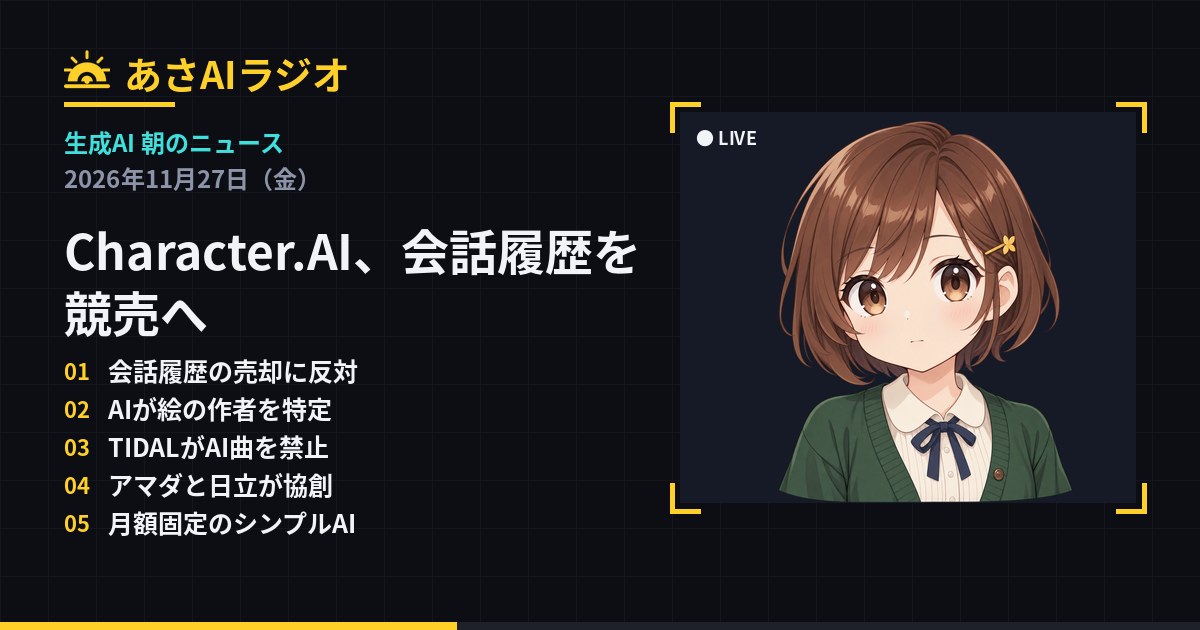 あさAIラジオ
生成AI 朝のニュース
2026年11月27日（金）
Character.AI、会話履歴を
競売へ
01 会話履歴の売却に反対
02 AIが絵の作者を特定
03 TIDALがAI曲を禁止
04 アマダと日立が協創
05 月額固定のシンプルAI
LIVE